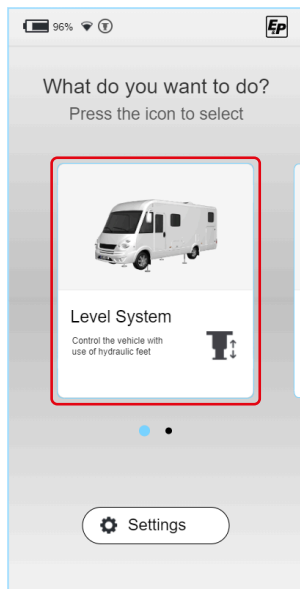 96%
E&P
What do you want to do?
Press the icon to select
Level System
Control the vehicle with
use of hydraulic feet
Settings